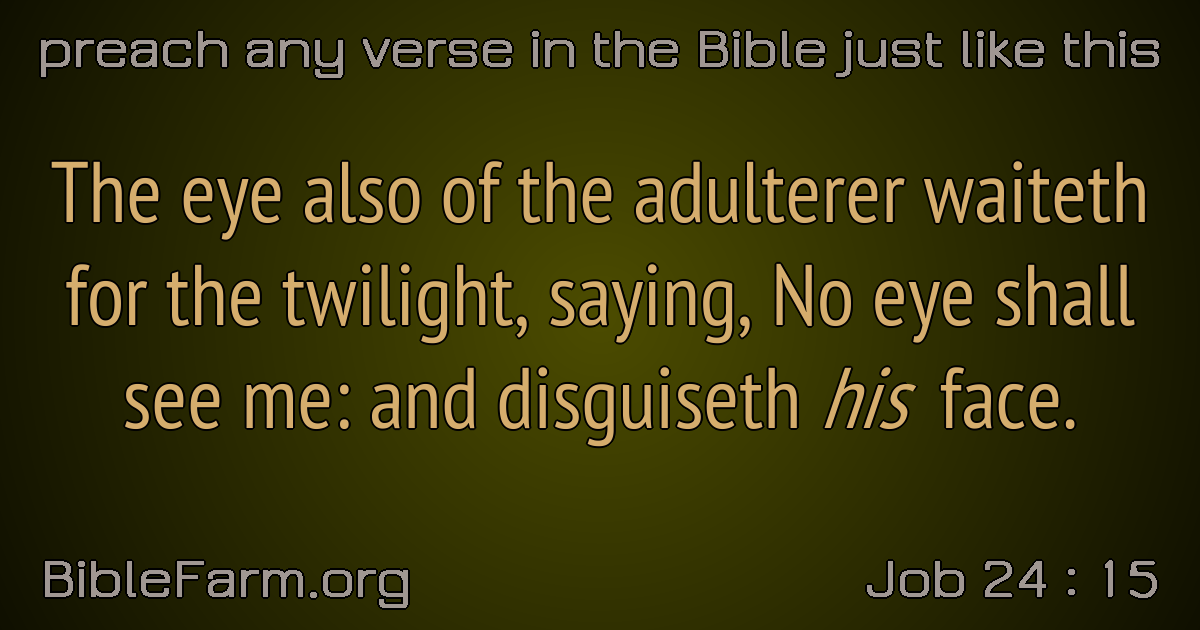 preach any verse in the Bible just like this
The eye also of the adulterer waiteth
for the twilight, saying, No eye shall
see me: and disguiseth his face.
BibleFarm.org
Job 24 : 15